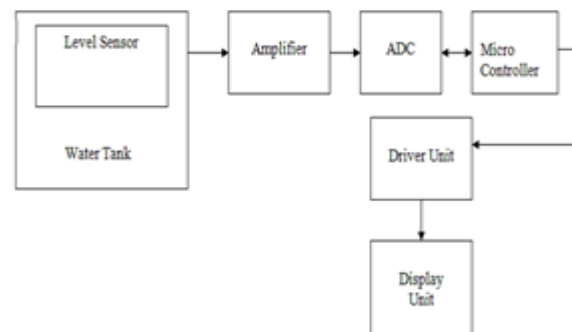 Level Sensor
Water Tank
Amplifier
ADC
Micro
Controller
Driver Unit
Display
Unit